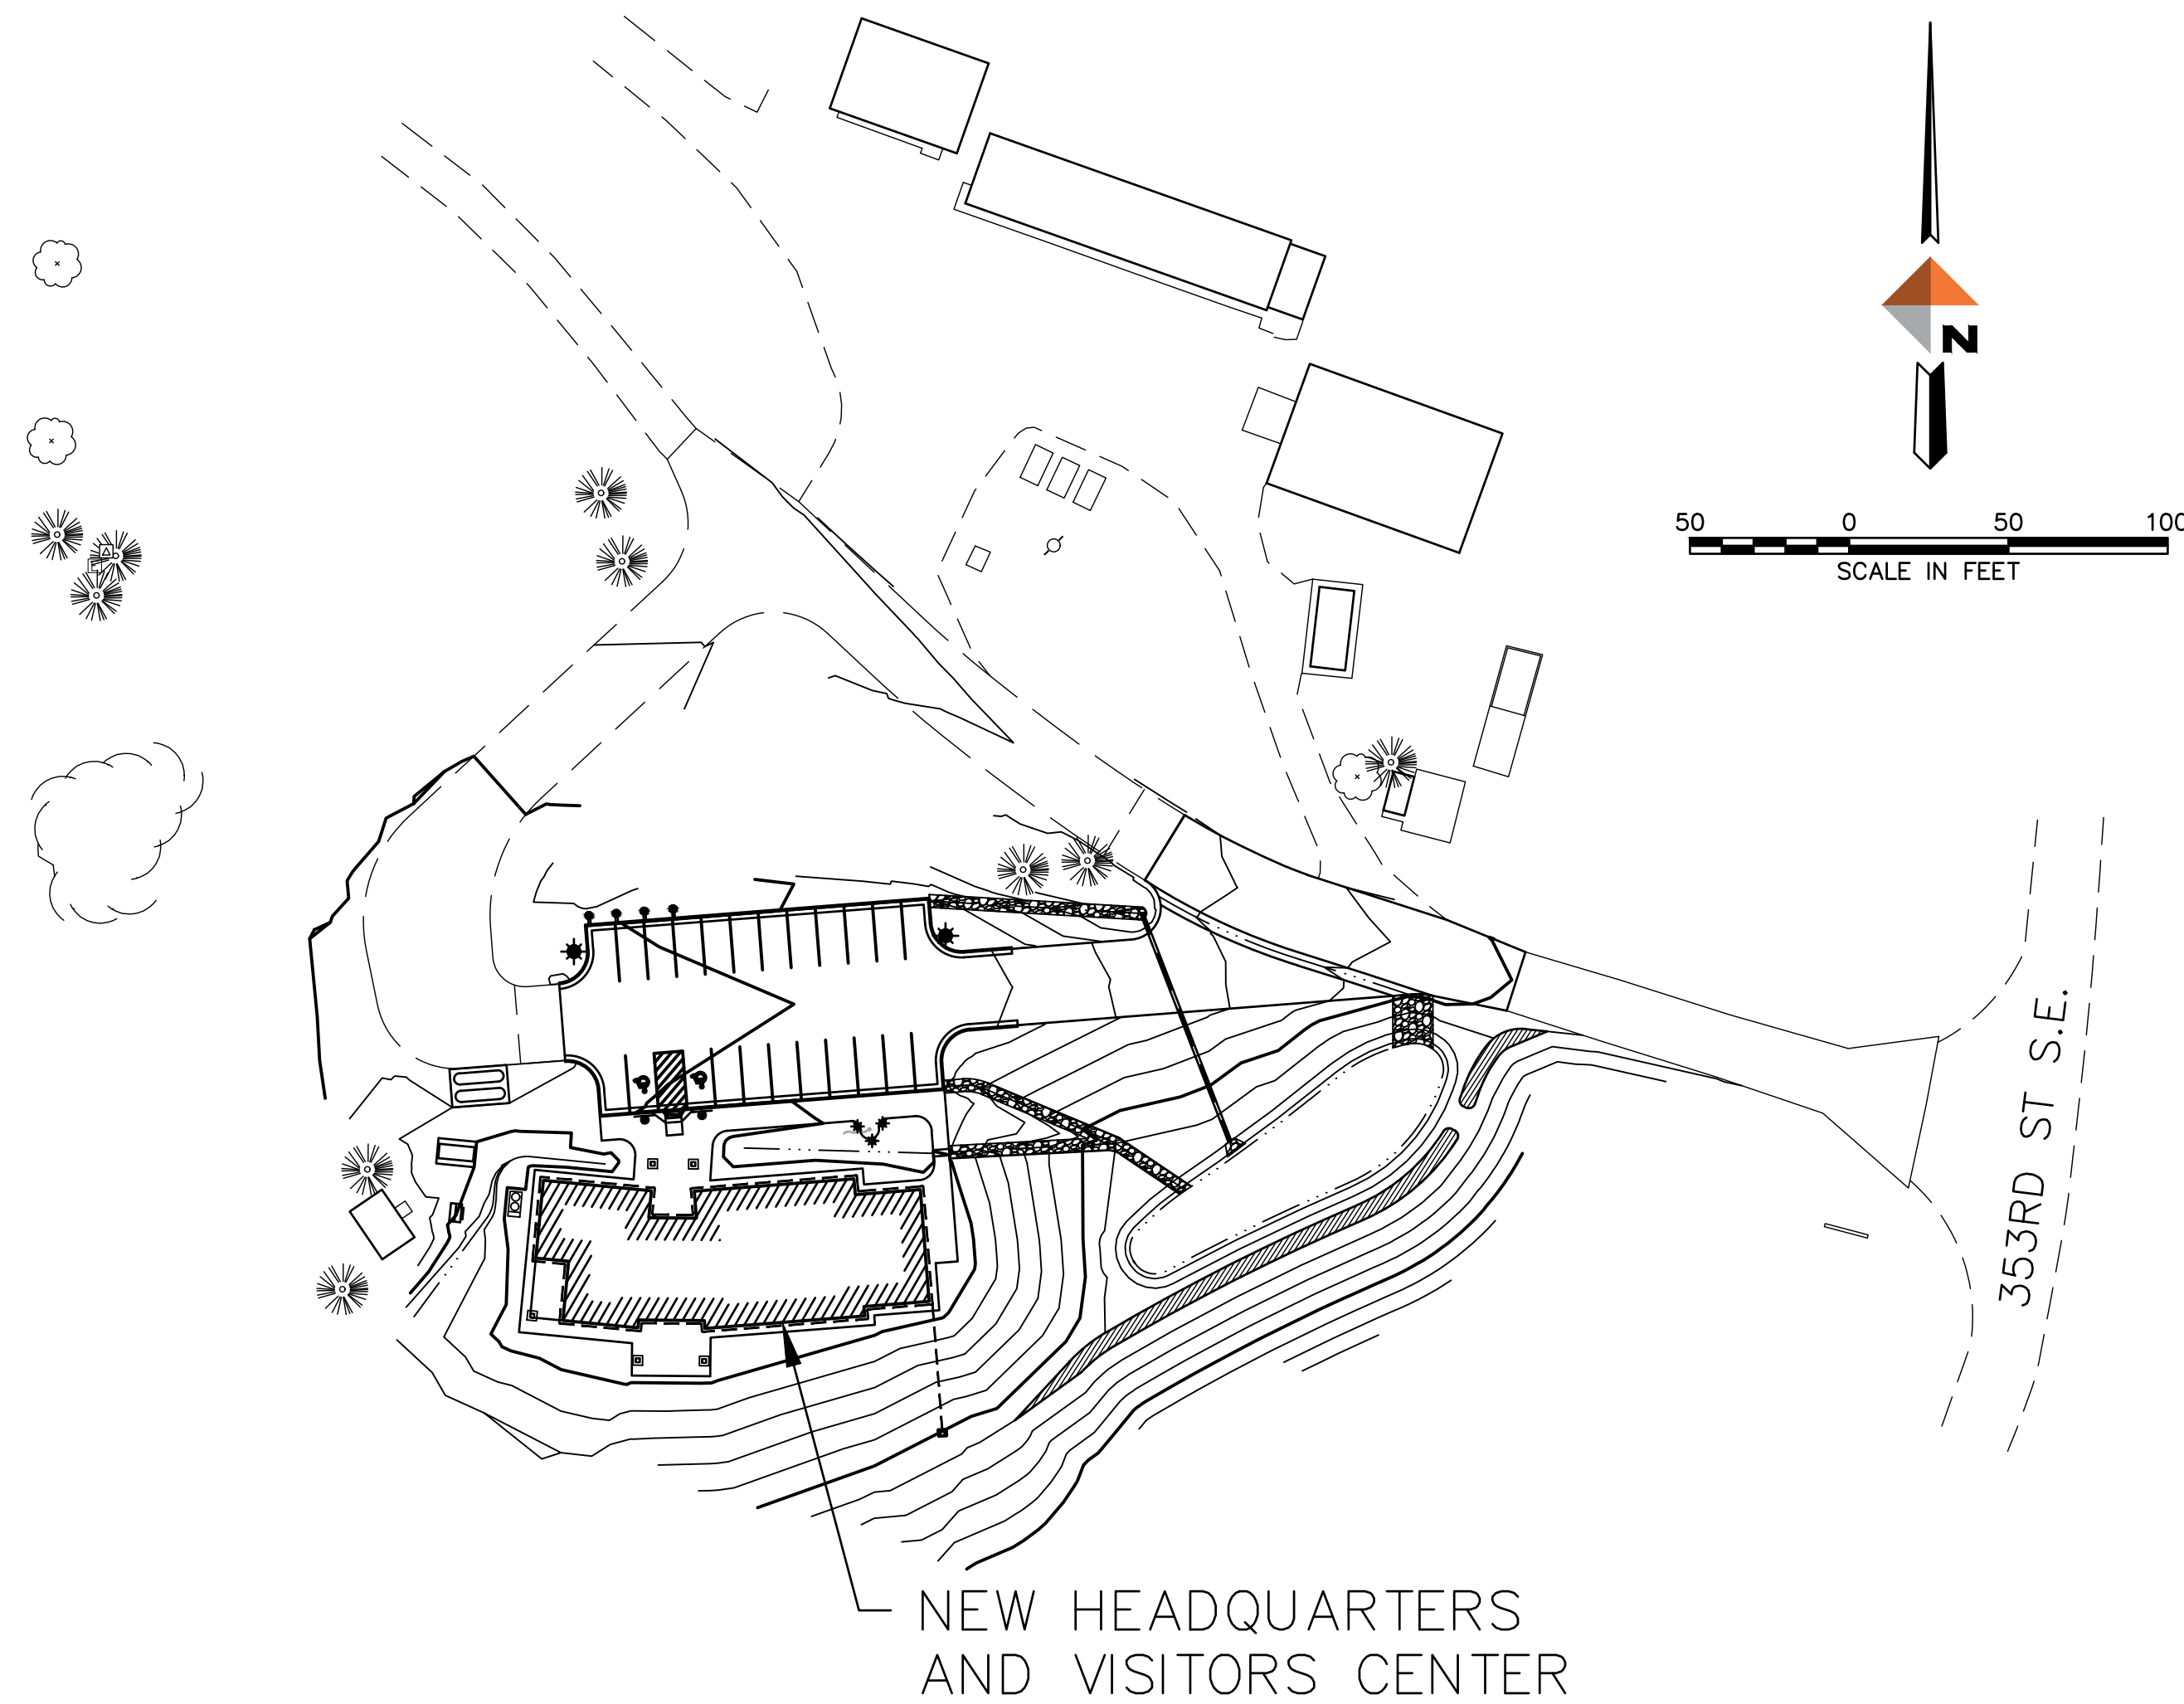 N
50 0 50 100
SCALE IN FEET
353RD ST S.E.
NEW HEADQUARTERS
AND VISITORS CENTER